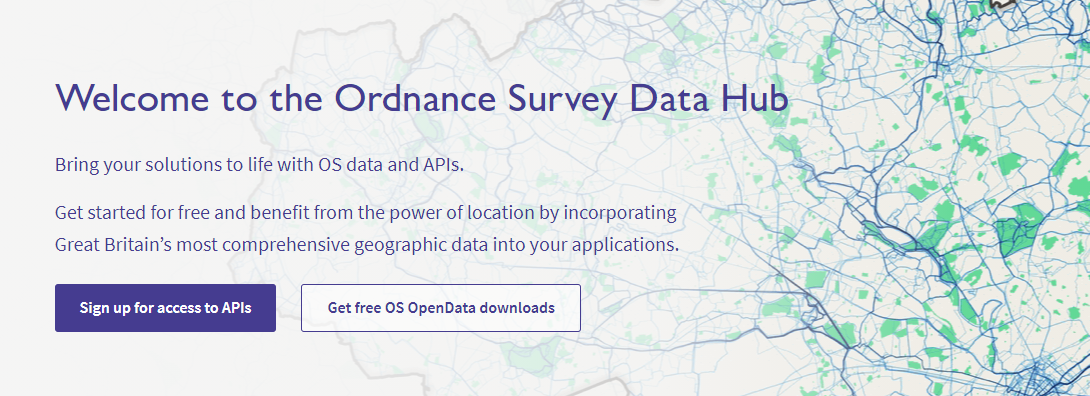 Welcome to the Ordnance Survey Data Hub
Bring your solutions to life with OS data and APIs.
Get started for free and benefit from the power of location by incorporating
Great Britain’s most comprehensive geographic data into your applications.
Sign up for access to APIs
Get free OS OpenData downloads